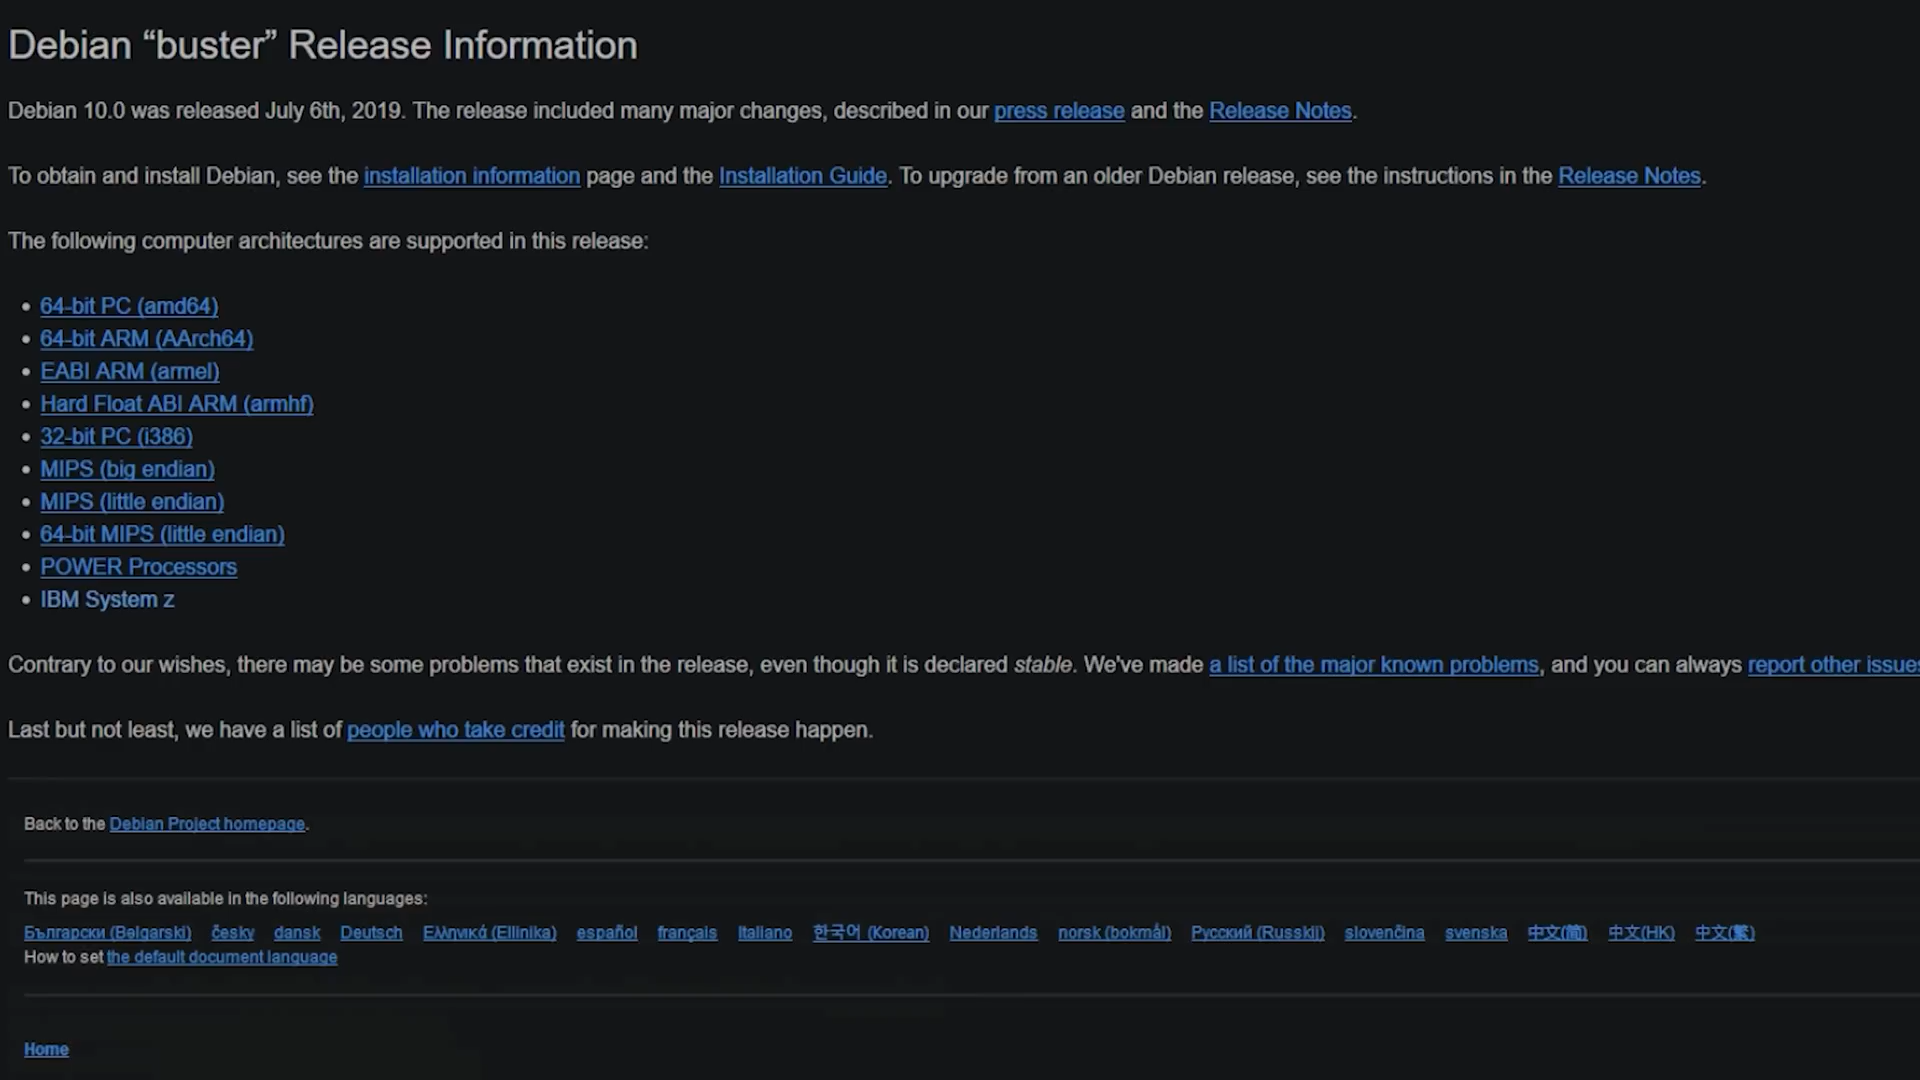 Debian “buster” Release Information
Debian 10.0 was released July 6th, 2019. The release included many major changes, described in our press release and the Release Notes.
To obtain and install Debian, see the installation information page and the Installation Guide. To upgrade from an older Debian release, see the instructions in the Release Notes.
The following computer architectures are supported in this release:
• 64-bit PC (amd64)
• 64-bit ARM (AArch64)
• EABI ARM (armel)
• Hard Float ABI ARM (armhf)
• 32-bit PC (i386)
• MIPS (big endian)
• MIPS (little endian)
• 64-bit MIPS (little endian)
• POWER Processors
• IBM System z
Contrary to our wishes, there may be some problems that exist in the release, even though it is declared stable. We've made a list of the major known problems, and you can always report other issues
Last but not least, we have a list of people who take credit for making this release happen.
Back to the Debian Project homepage.
This page is also available in the following languages:
Български (Bəlgarski) česky dansk Deutsch Ελληνικά (Ellinika) español français Italiano 한국어 (Korean) Nederlands norsk (bokmål) Русский (Russkij) slovenčina svenska 中文(简) 中文(HK) 中文(繁)
How to set the default document language
Home